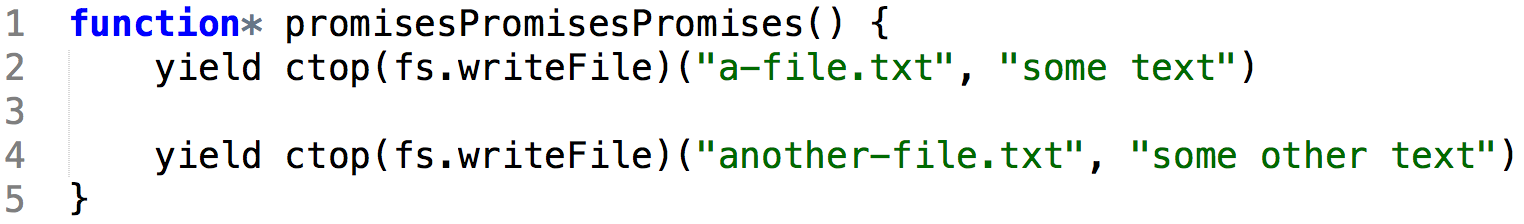 1 function* promisesPromisesPromises() {
2     yield ctop(fs.writeFile)("a-file.txt", "some text")
3
4     yield ctop(fs.writeFile)("another-file.txt", "some other text")
5 }